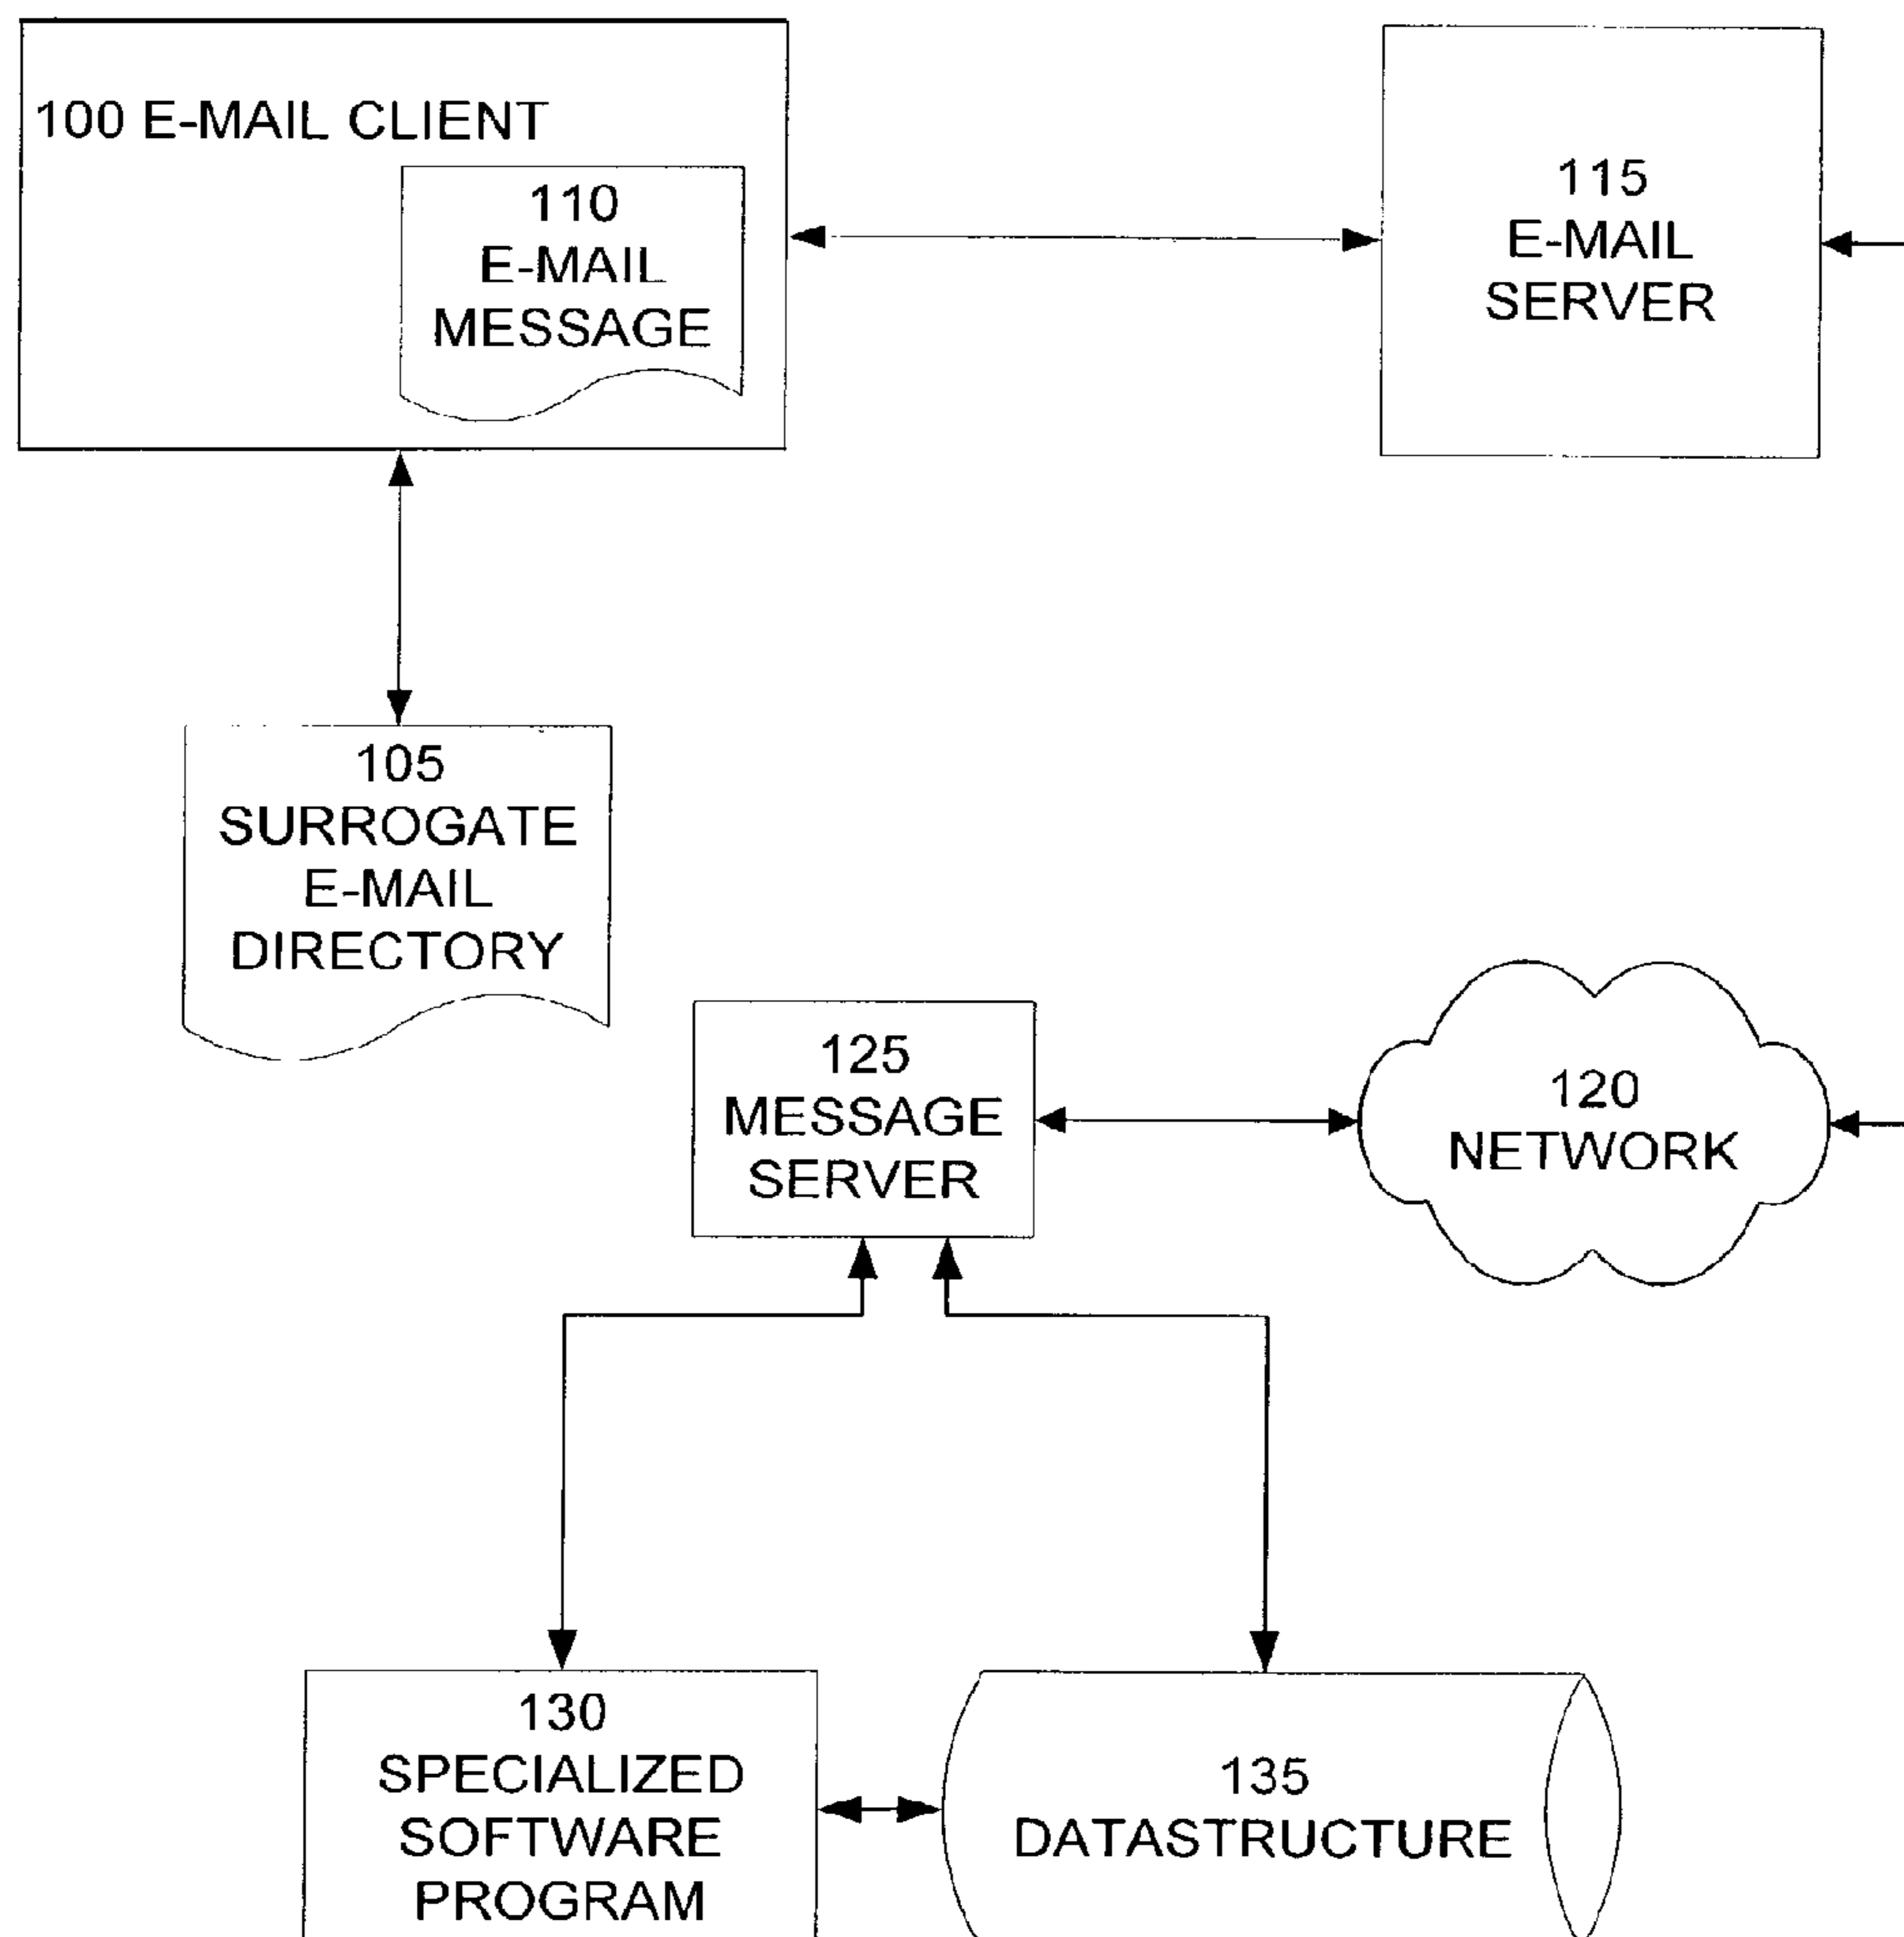 100 E-MAIL CLIENT
110
E-MAIL
MESSAGE
115
E-MAIL
SERVER
105
SURROGATE
E-MAIL
DIRECTORY
125
MESSAGE
SERVER
120
NETWORK
130
SPECIALIZED
SOFTWARE
PROGRAM
135
DATASTRUCTURE